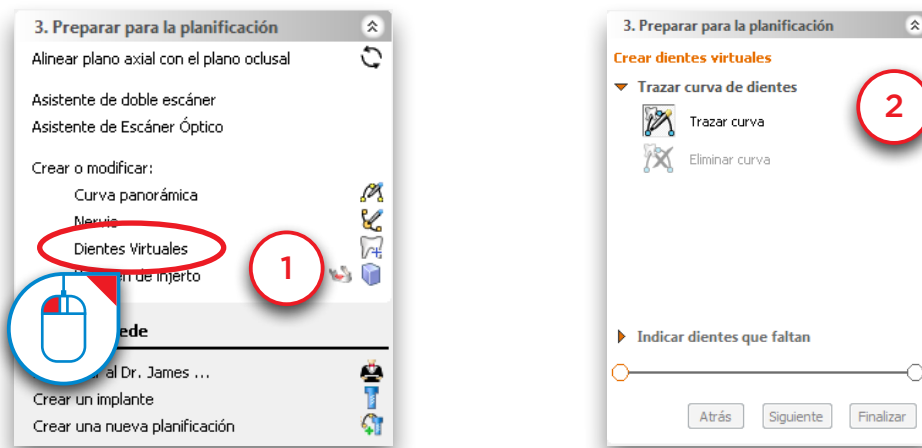 3. Preparar para la planificación
Alinear plano axial con el plano oclusal
Asistente de doble escáner
Asistente de Escáner Óptico
Crear o modificar:
Curva panorámica
Nervio
Dientes Virtuales
de injerto
1
al Dr. James ...
Crear un implante
Crear una nueva planificación
3. Preparar para la planificación
Crear dientes virtuales
Trazar curva de dientes
2
Trazar curva
Eliminar curva
Indicar dientes que faltan
Atrás Siguiente Finalizar